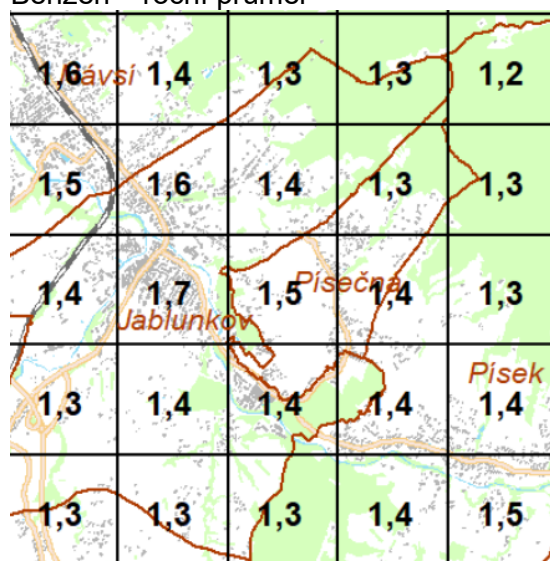 Benzen – roční průměr
1,6 Návsí 1,4 1,3 1,3 1,2
1,5 1,6 1,4 1,3 1,3
1,4 1,7 1,5 Písečná 1,4 1,3
Jablunkov
Písek
1,3 1,4 1,4 1,4 1,4
1,3 1,3 1,3 1,4 1,5